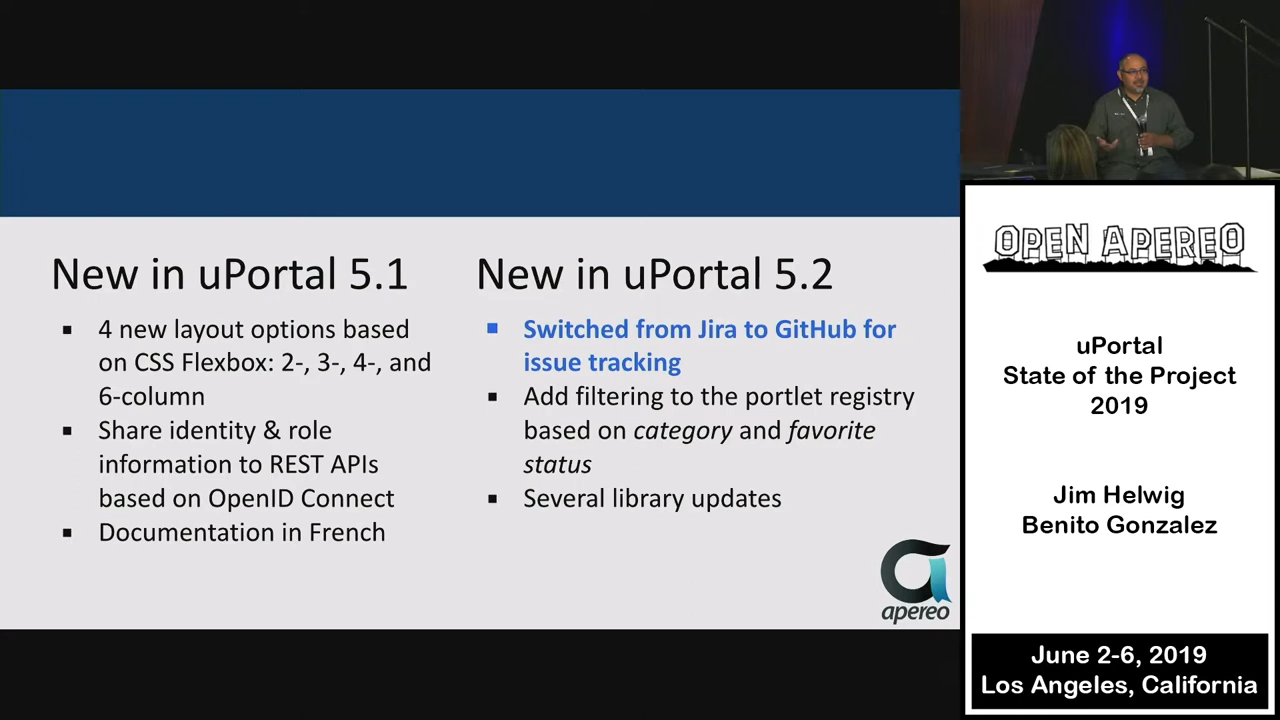 New in uPortal 5.1
▪ 4 new layout options based
on CSS Flexbox: 2-, 3-, 4-, and
6-column
▪ Share identity & role
information to REST APIs
based on OpenID Connect
▪ Documentation in French
New in uPortal 5.2
▪ Switched from Jira to GitHub for
issue tracking
▪ Add filtering to the portlet registry
based on category and favorite
status
▪ Several library updates
apereo
OPEN APEREO
uPortal
State of the Project
2019
Jim Helwig
Benito Gonzalez
June 2-6, 2019
Los Angeles, California